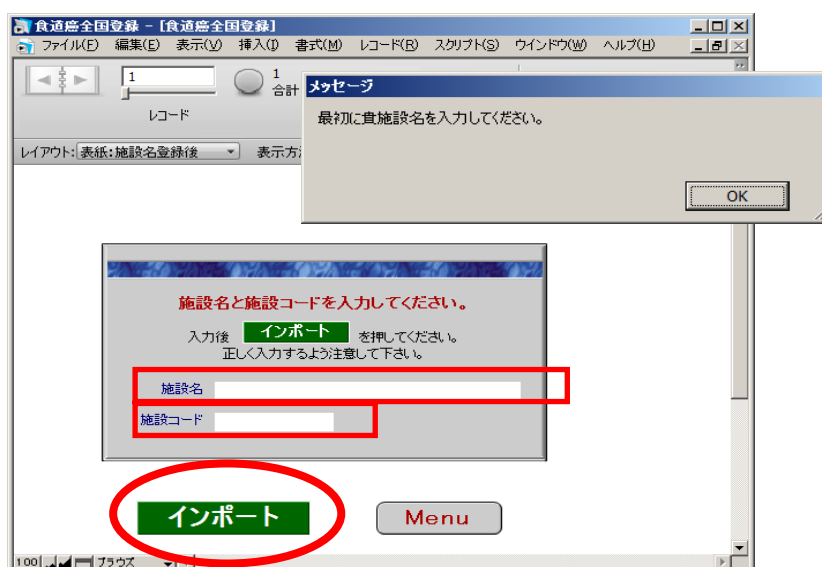 食道癌全国登録 - [食道癌全国登録]
ファイル(F) 編集(E) 表示(V) 挿入(I) 書式(M) レコード(R) スクリプト(S) ウインドウ(W) ヘルプ(H)
1
1
合計
レコード
レイアウト: 表紙:施設名登録後 表示方
メッセージ
最初に貴施設名を入力してください。
OK
施設名と施設コードを入力してください。
入力後 インポート を押してください。
正しく入力するよう注意して下さい。
施設名
施設コード
インポート Menu
100 ブラウズ